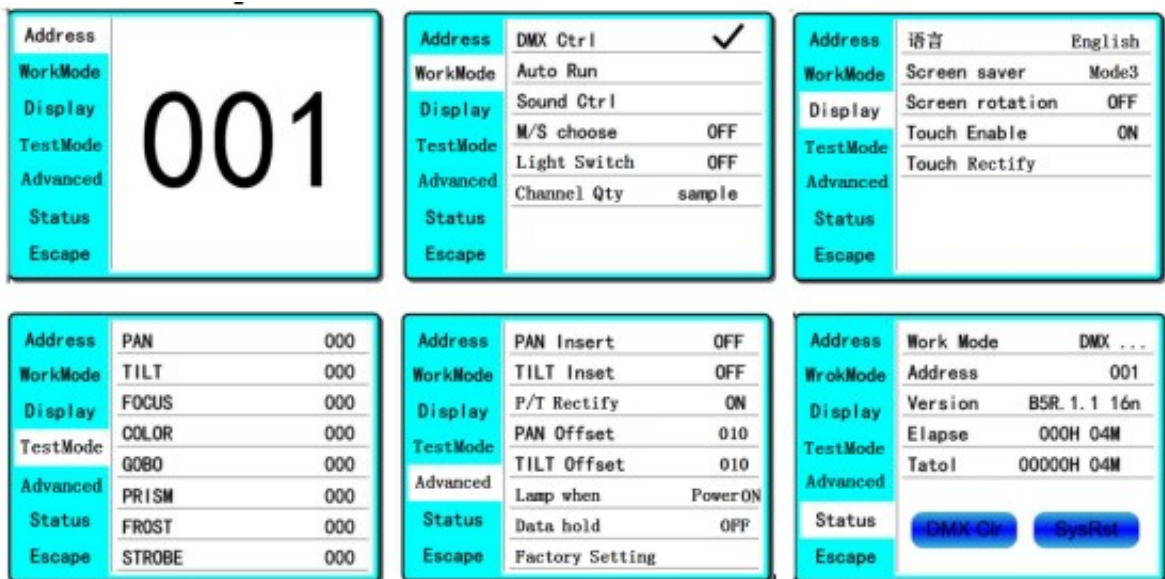 Address
WorkMode
Display
TestMode
Advanced
Status
Escape
001
Address
WorkMode
Display
TestMode
Advanced
Status
Escape
DMX Ctrl
Auto Run
Sound Ctrl
M/S choose OFF
Light Switch OFF
Channel Qty sample
Address
WorkMode
Display
TestMode
Advanced
Status
Escape
语言 English
Screen saver Mode3
Screen rotation OFF
Touch Enable ON
Touch Rectify
Address
WorkMode
Display
TestMode
Advanced
Status
Escape
PAN 000
TILT 000
FOCUS 000
COLOR 000
GOBO 000
PRISM 000
FROST 000
STROBE 000
Address
WorkMode
Display
TestMode
Advanced
Status
Escape
PAN Insert OFF
TILT Inset OFF
P/T Rectify ON
PAN Offset 010
TILT Offset 010
Lamp when PowerON
Data hold OFF
Factory Setting
Address
WrokMode
Display
TestMode
Advanced
Status
Escape
Work Mode DMX ...
Address 001
Version B5R.1.1 16n
Elapse 000H 04M
Tatol 00000H 04M
DMX Clr SysRst